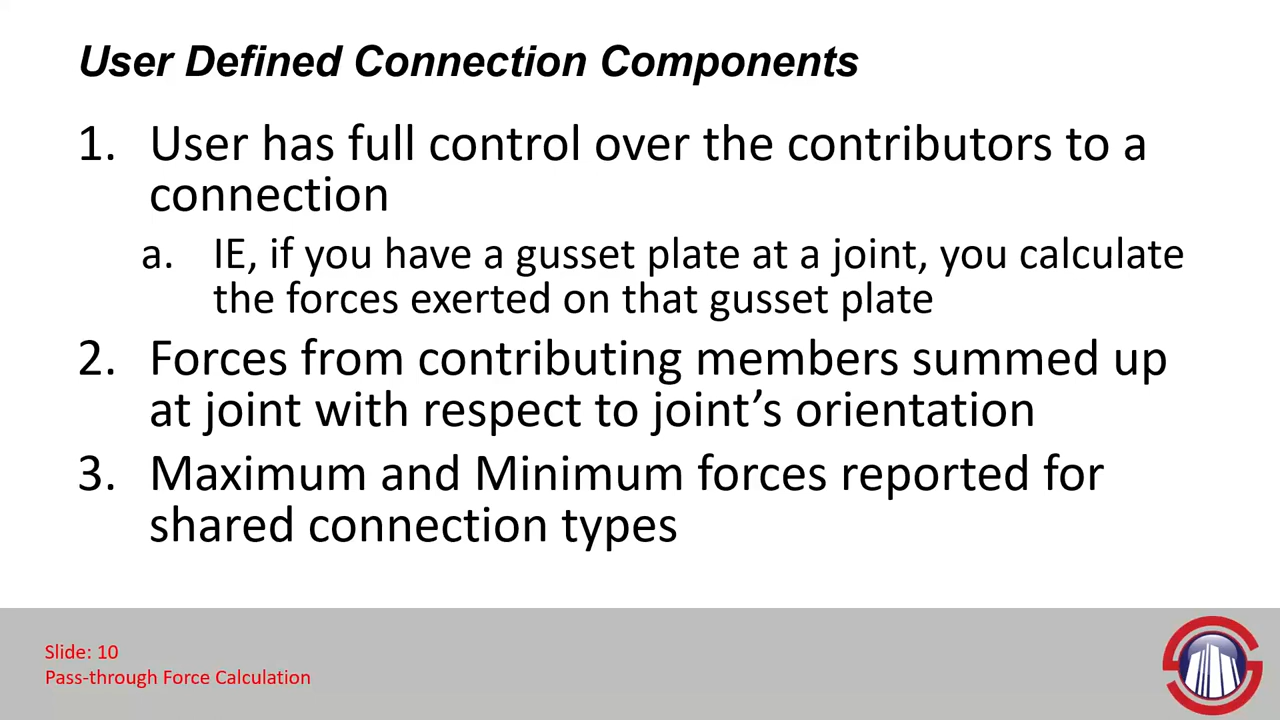 User Defined Connection Components
1. User has full control over the contributors to a
connection
a. IE, if you have a gusset plate at a joint, you calculate
the forces exerted on that gusset plate
2. Forces from contributing members summed up
at joint with respect to joint’s orientation
3. Maximum and Minimum forces reported for
shared connection types
Slide: 10
Pass-through Force Calculation